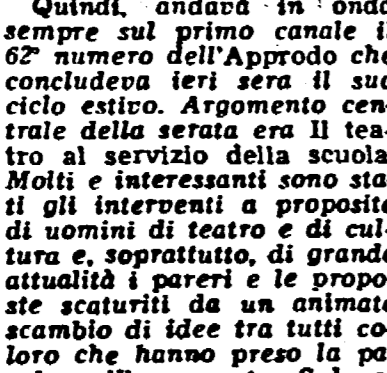 Quindi, andava in onda
sempre sul primo canale il
62° numero dell'Approdo che
concludeva ieri sera il suo
ciclo estivo. Argomento cen-
trale della serata era Il tea-
tro al servizio della scuola.
Molti e interessanti sono sta-
ti gli interventi a proposito
di uomini di teatro e di cul-
tura e, soprattutto, di grande
attualità i pareri e le propo-
ste scaturiti da un animato
scambio di idee tra tutti co-
loro che hanno preso la pa